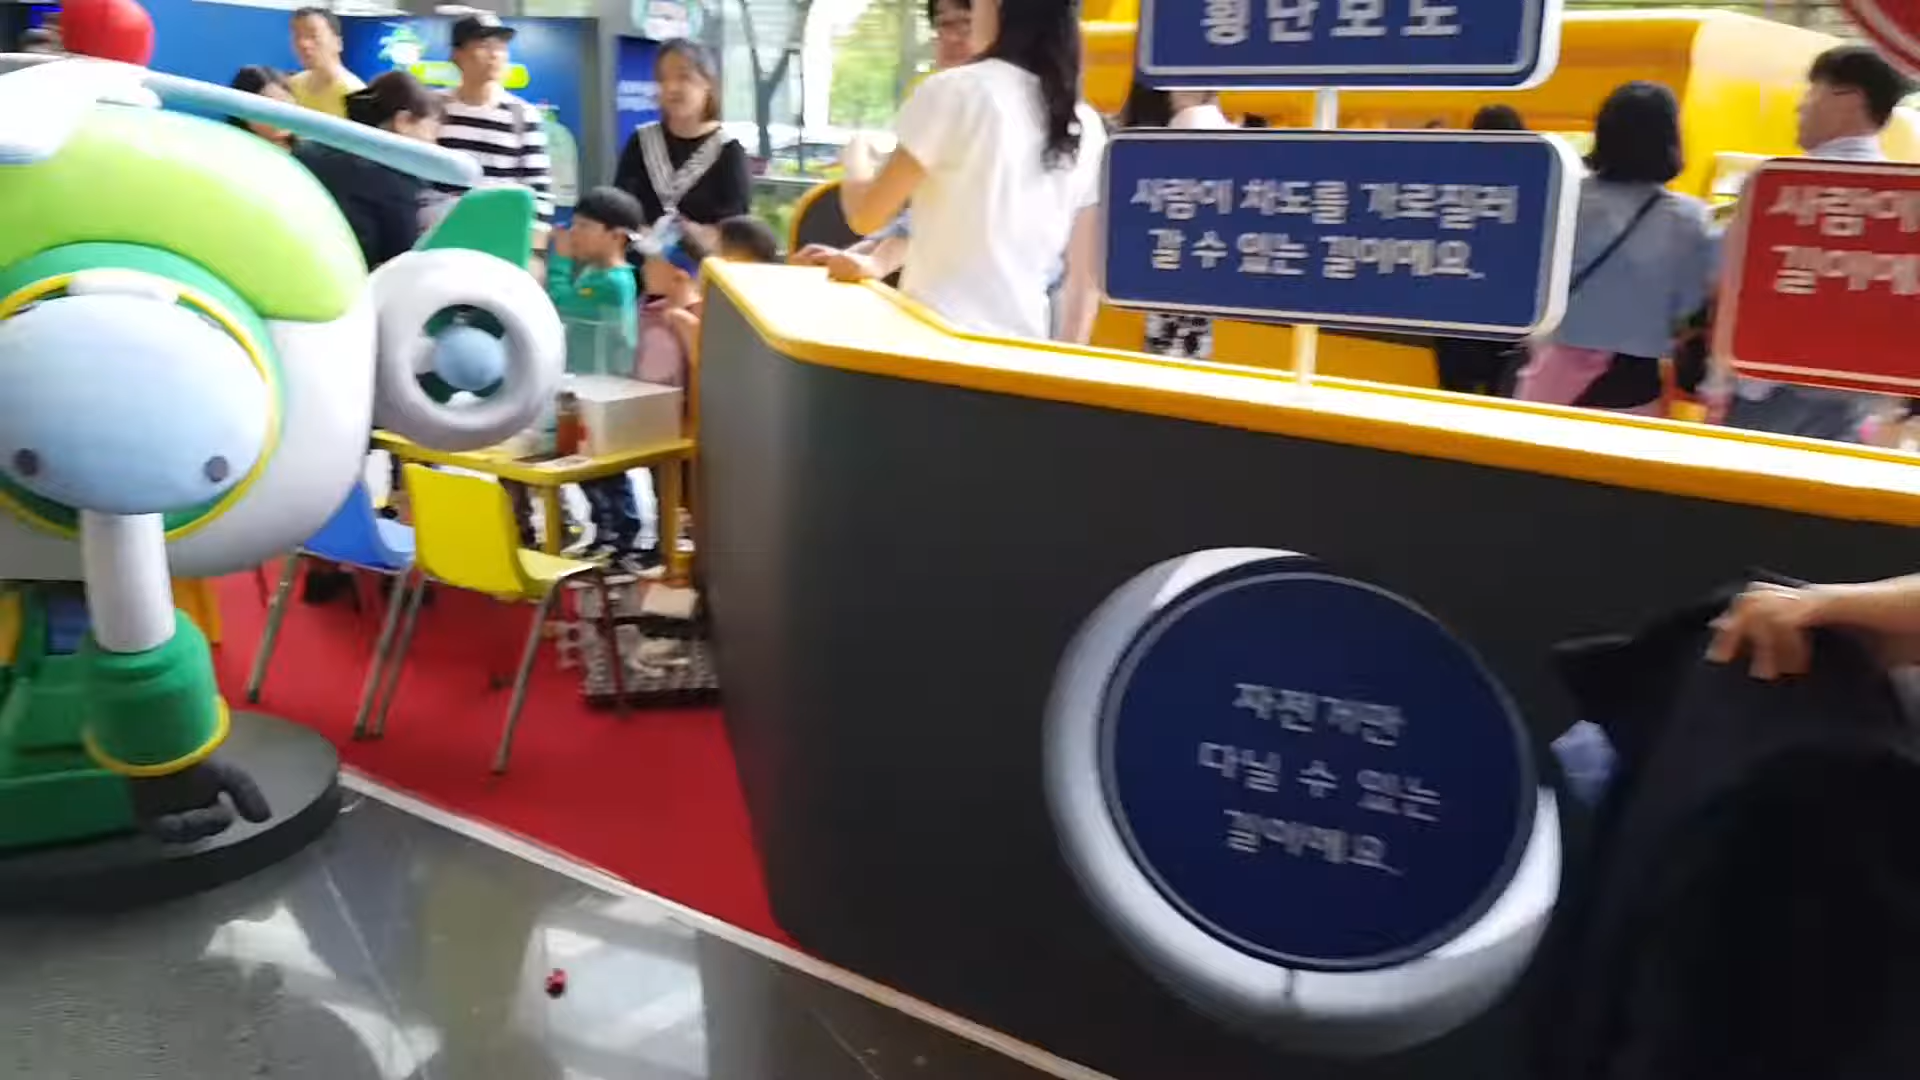 횡단보도
사람이 차도를 가로질러
갈 수 있는 길이에요.
사람이
길이에
자전거만
다닐 수 있는
길이에요.